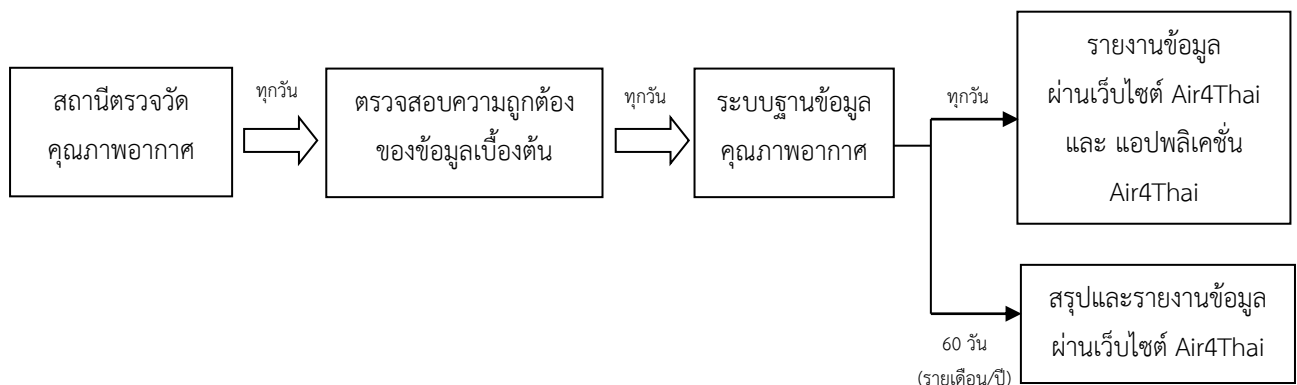 สถานีตรวจวัด
คุณภาพอากาศ
ทุกวัน
ตรวจสอบความถูกต้อง
ของข้อมูลเบื้องต้น
ทุกวัน
ระบบฐานข้อมูล
คุณภาพอากาศ
ทุกวัน
รายงานข้อมูล
ผ่านเว็บไซต์ Air4Thai
และ แอปพลิเคชั่น
Air4Thai
60 วัน
(รายเดือน/ปี)
สรุปและรายงานข้อมูล
ผ่านเว็บไซต์ Air4Thai